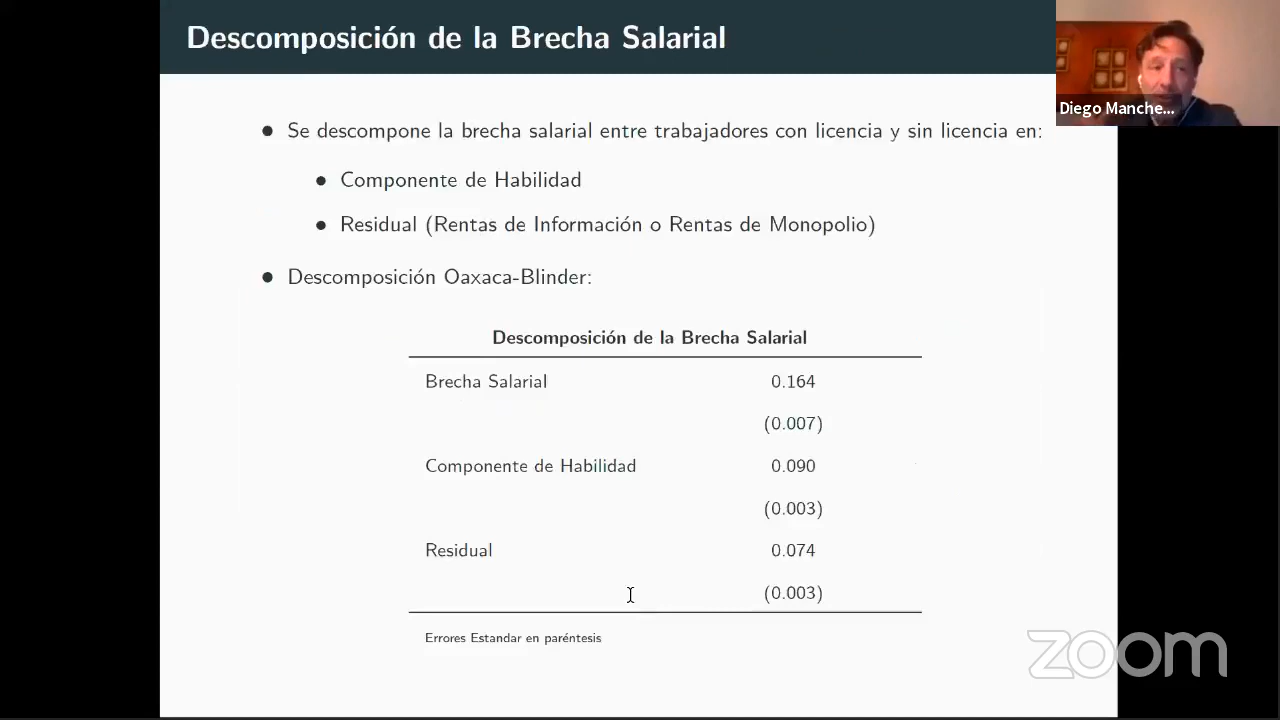 Descomposición de la Brecha Salarial
Diego Manche...
Se descompone la brecha salarial entre trabajadores con licencia y sin licencia en:
Componente de Habilidad
Residual (Rentas de Información o Rentas de Monopolio)
Descomposición Oaxaca-Blinder:
Descomposición de la Brecha Salarial
Brecha Salarial 0.164
(0.007)
Componente de Habilidad 0.090
(0.003)
Residual 0.074
(0.003)
Errores Estandar en paréntesis
zoom